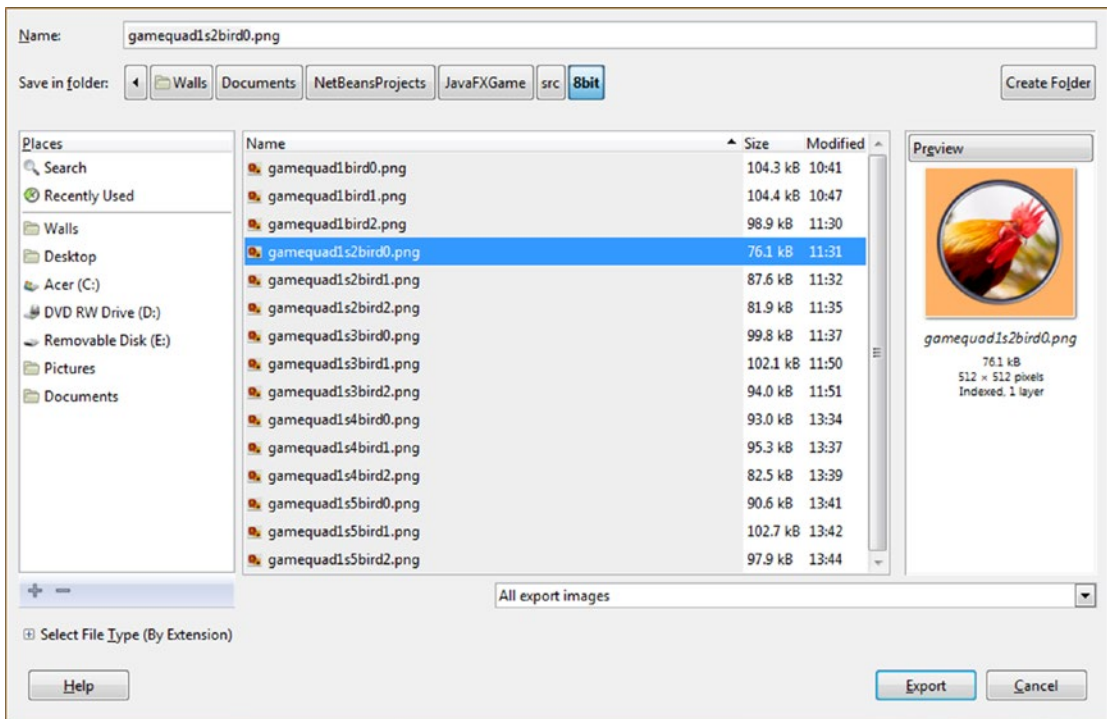 Name: gamequad1s2bird0.png
Save in folder: Walls Documents NetBeansProjects JavaFXGame src 8bit Create Folder
Places
Search
Recently Used
Walls
Desktop
Acer (C:)
DVD RW Drive (D:)
Removable Disk (E:)
Pictures
Documents
Name Size Modified
gamequad1bird0.png 104.3 kB 10:41
gamequad1bird1.png 104.4 kB 10:47
gamequad1bird2.png 98.9 kB 11:30
gamequad1s2bird0.png 76.1 kB 11:31
gamequad1s2bird1.png 87.6 kB 11:32
gamequad1s2bird2.png 81.9 kB 11:35
gamequad1s3bird0.png 99.8 kB 11:37
gamequad1s3bird1.png 102.1 kB 11:50
gamequad1s3bird2.png 94.0 kB 11:51
gamequad1s4bird0.png 93.0 kB 13:34
gamequad1s4bird1.png 95.3 kB 13:37
gamequad1s4bird2.png 82.5 kB 13:39
gamequad1s5bird0.png 90.6 kB 13:41
gamequad1s5bird1.png 102.7 kB 13:42
gamequad1s5bird2.png 97.9 kB 13:44
Preview
gamequad1s2bird0.png
76.1 kB
512 × 512 pixels
Indexed, 1 layer
All export images
Select File Type (By Extension)
Help Export Cancel